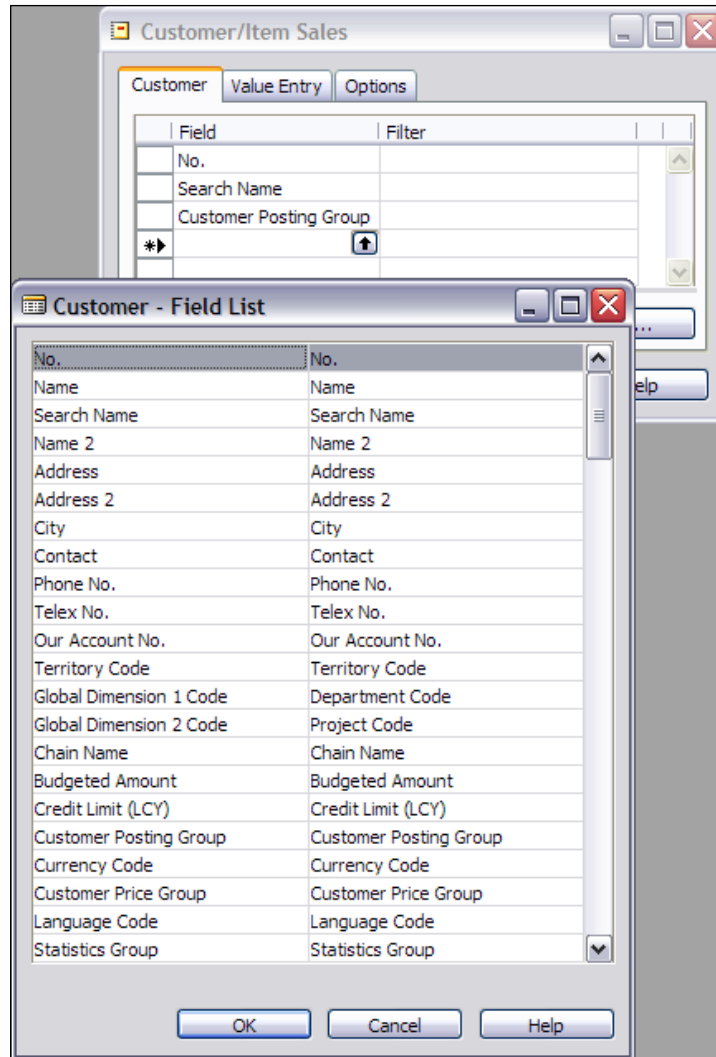 Customer/Item Sales
Customer Value Entry Options
Field Filter
No.
Search Name
Customer Posting Group
Customer - Field List
...
elp
No. No.
Name Name
Search Name Search Name
Name 2 Name 2
Address Address
Address 2 Address 2
City City
Contact Contact
Phone No. Phone No.
Telex No. Telex No.
Our Account No. Our Account No.
Territory Code Territory Code
Global Dimension 1 Code Department Code
Global Dimension 2 Code Project Code
Chain Name Chain Name
Budgeted Amount Budgeted Amount
Credit Limit (LCY) Credit Limit (LCY)
Customer Posting Group Customer Posting Group
Currency Code Currency Code
Customer Price Group Customer Price Group
Language Code Language Code
Statistics Group Statistics Group
OK Cancel Help